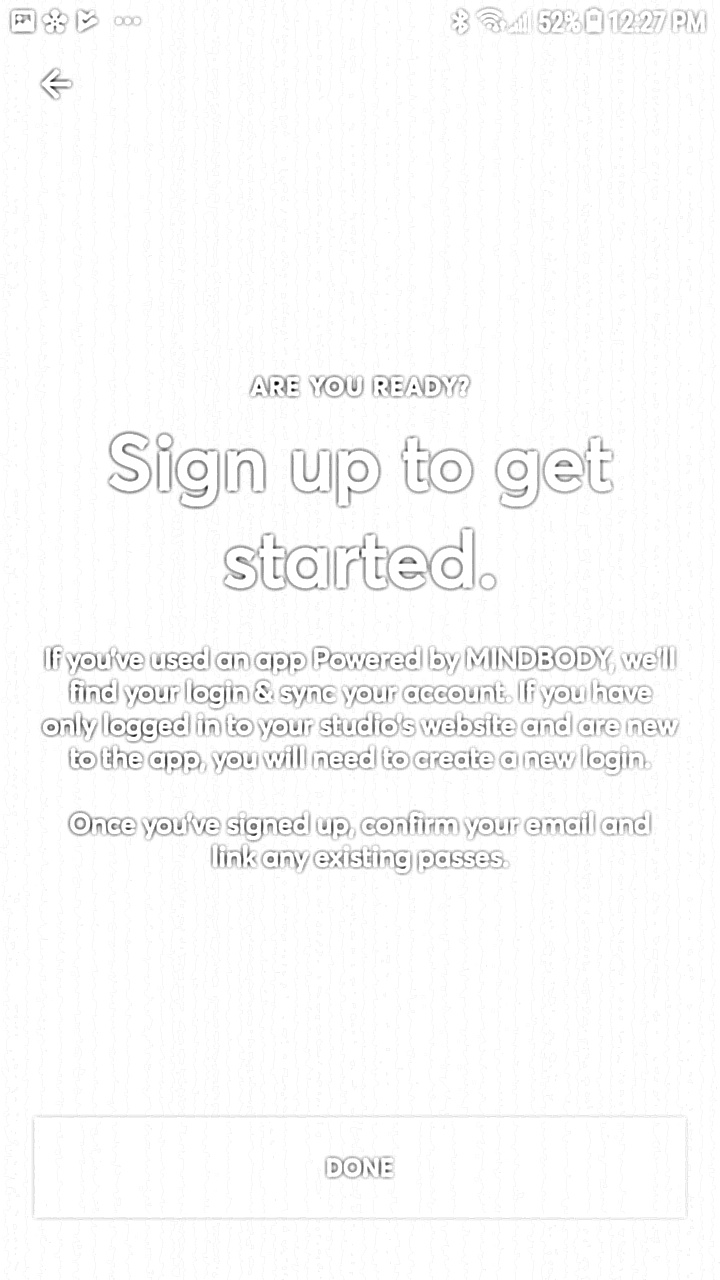 52% 12:27 PM
ARE YOU READY?
Sign up to get
started.
If you've used an app Powered by MINDBODY, we'll
find your login & sync your account. If you have
only logged in to your studio's website and are new
to the app, you will need to create a new login.
Once you've signed up, confirm your email and
link any existing passes.
DONE